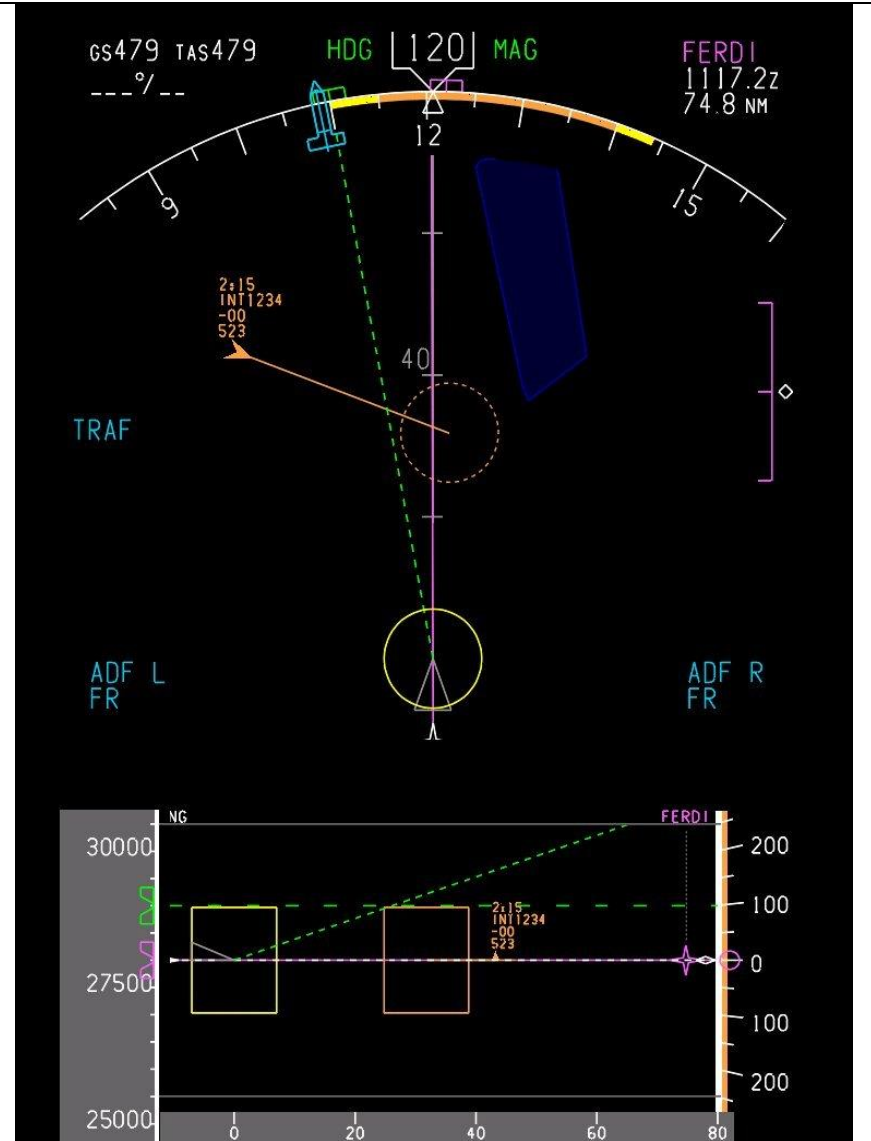 GS479 TAS479 HDG 120 MAG FERDI
---°/-- 1117.2z
74.8 NM
12
9
15
2:15
INT1234
-00
523
40
TRAF
ADF L ADF R
FR FR
NG FERDI
30000 200
100
2:15
INT1234
-00
523
0
27500
100
200
25000
0 20 40 60 80